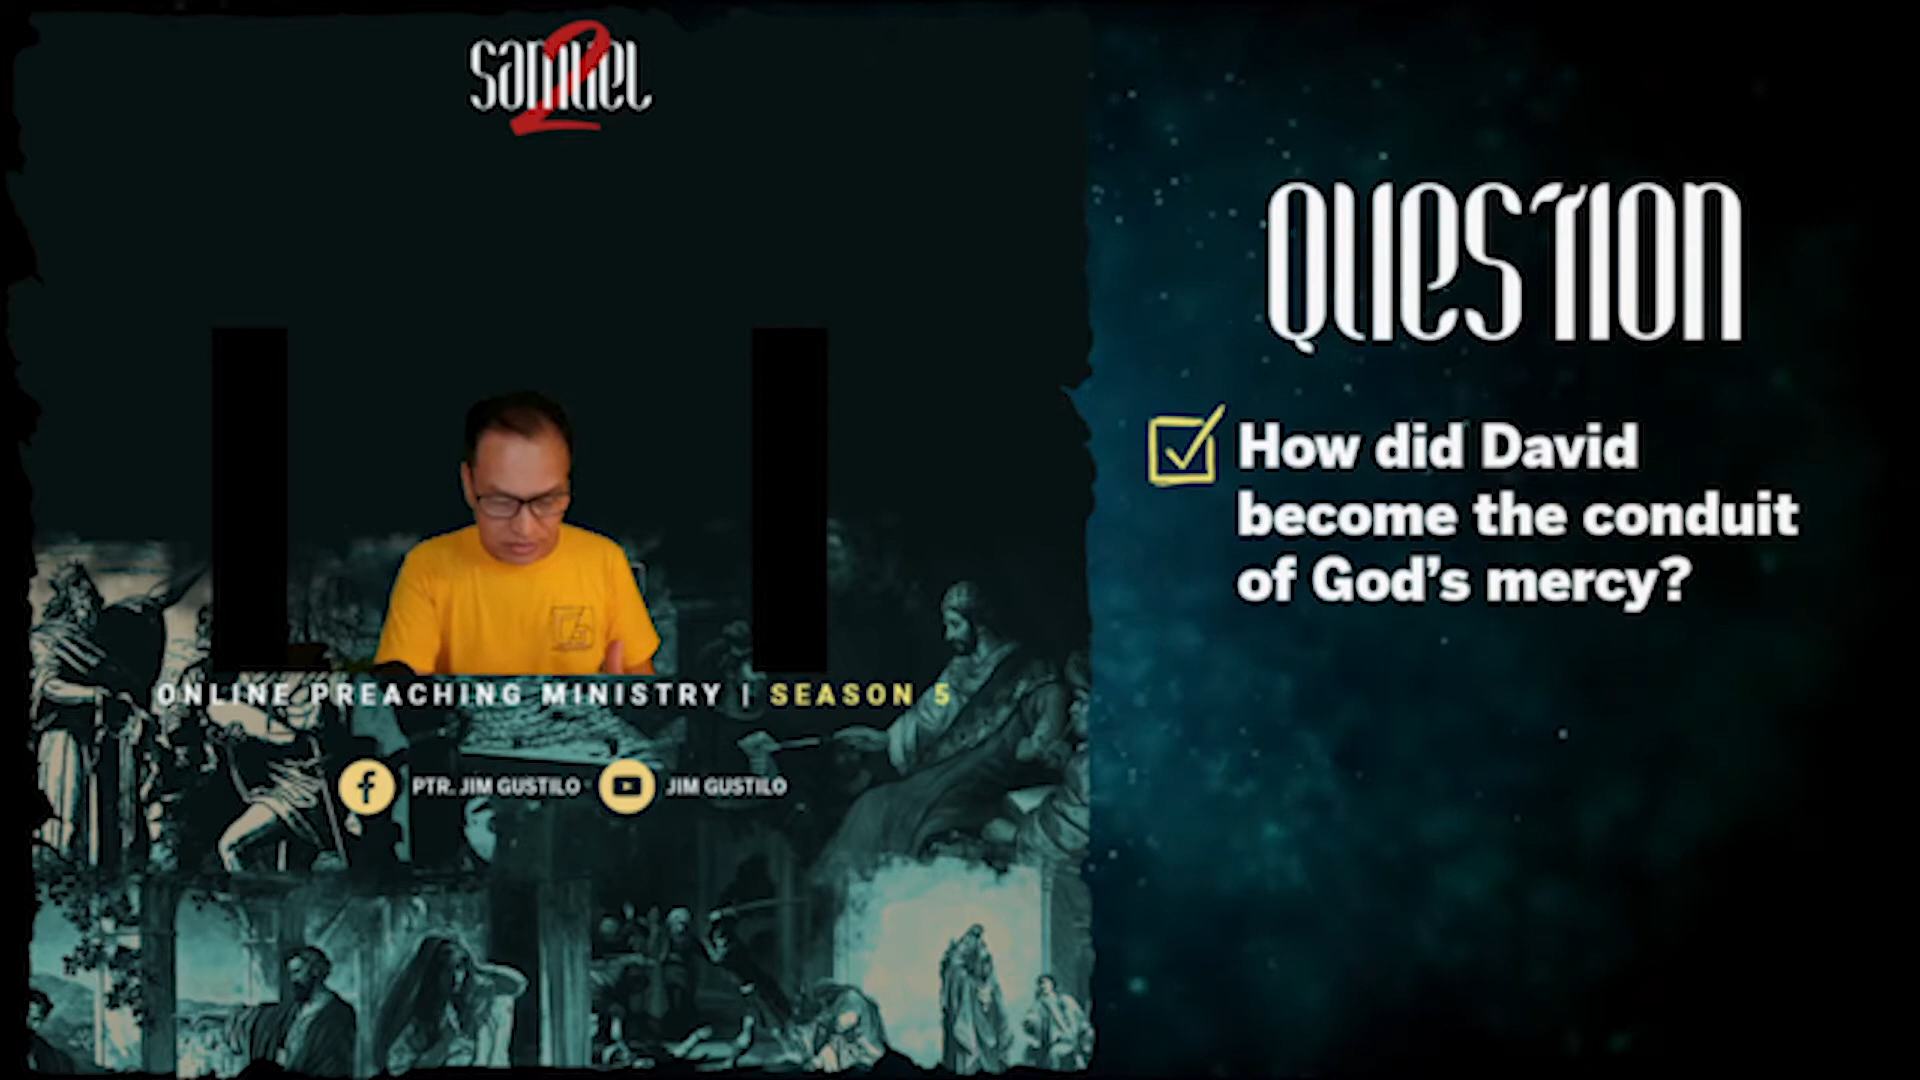 samuel
2
ONLINE PREACHING MINISTRY | SEASON 5
PTR. JIM GUSTILO
JIM GUSTILO
QUESTION
How did David
become the conduit
of God's mercy?